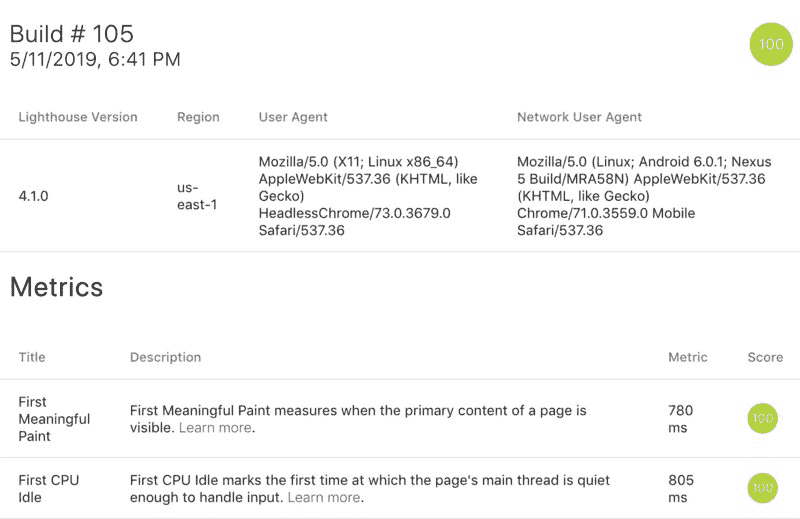 Build # 105
5/11/2019, 6:41 PM
100
Lighthouse Version
Region
User Agent
Network User Agent
4.1.0
us-
east-1
Mozilla/5.0 (X11; Linux x86_64)
AppleWebKit/537.36 (KHTML, like
Gecko)
HeadlessChrome/73.0.3679.0
Safari/537.36
Mozilla/5.0 (Linux; Android 6.0.1; Nexus
5 Build/MRA58N) AppleWebKit/537.36
(KHTML, like Gecko)
Chrome/71.0.3559.0 Mobile
Safari/537.36
Metrics
Title
Description
Metric
Score
First
Meaningful
Paint
First Meaningful Paint measures when the primary content of a page is
visible. Learn more.
780
ms
100
First CPU
Idle
First CPU Idle marks the first time at which the page's main thread is quiet
enough to handle input. Learn more.
805
ms
100